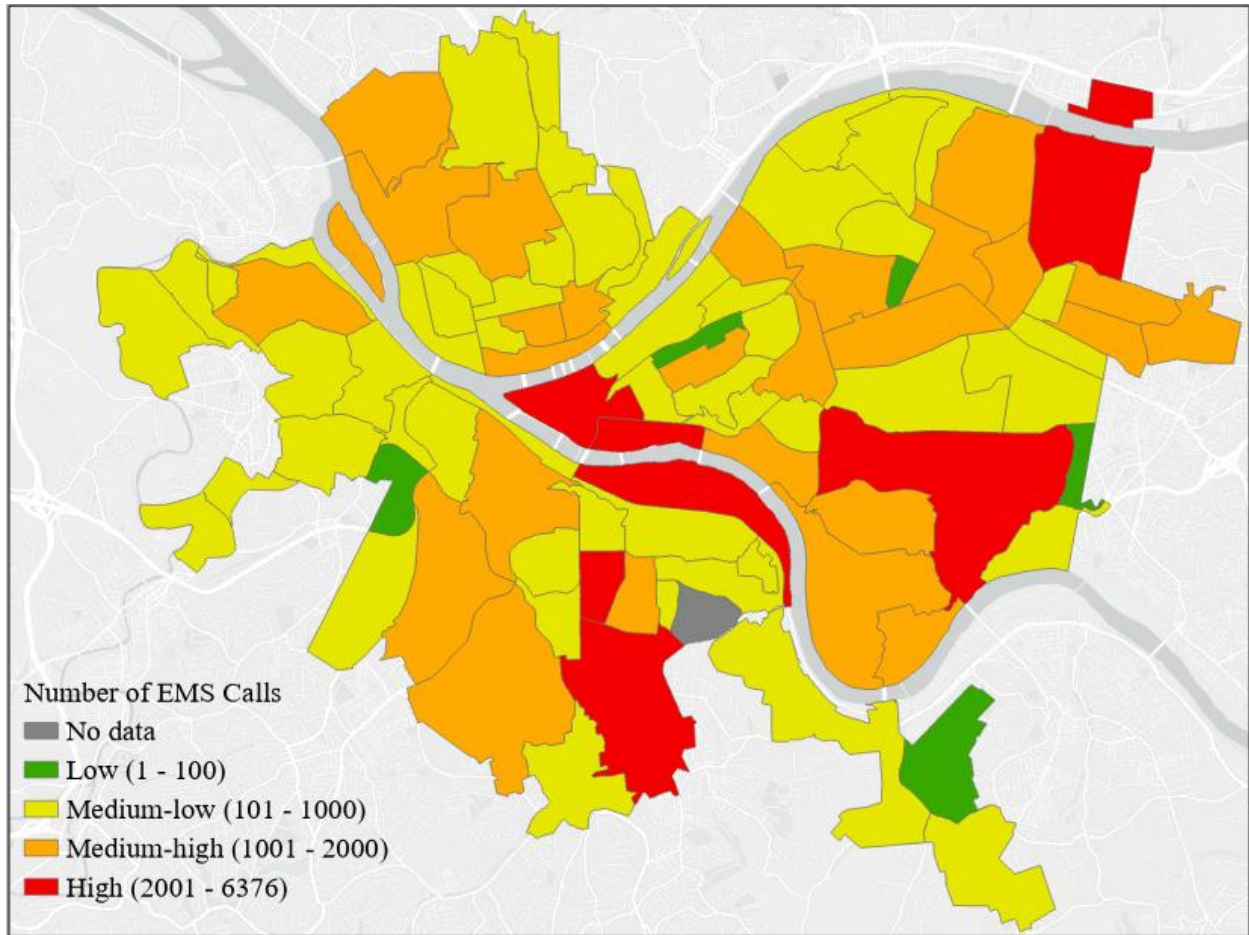 Number of EMS Calls
No data
Low (1 - 100)
Medium-low (101 - 1000)
Medium-high (1001 - 2000)
High (2001 - 6376)